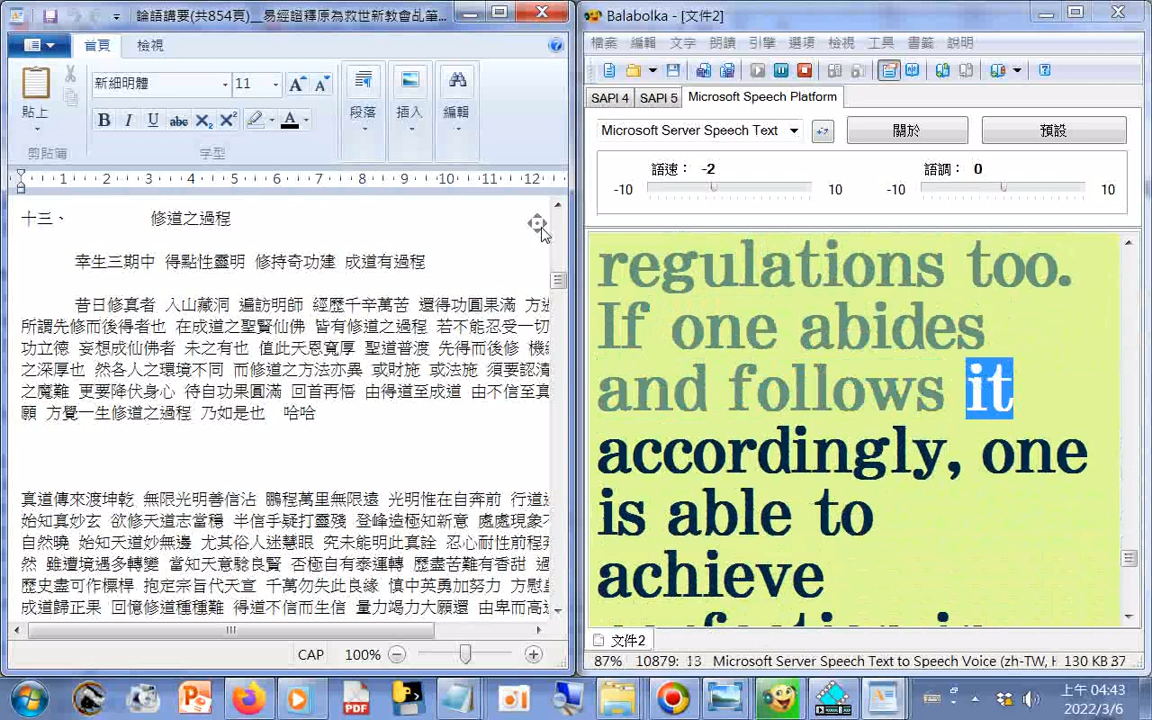 論語講要(共854頁)__易經證釋原為救世新教會乩筆...
首頁 檢視
貼上
剪貼簿
新細明體 11
B I U abc X₂ X²
字型
段落
插入
編輯
1 2 3 4 5 6 7 8 9 10 11 12
十三、 修道之過程
幸生三期中 得點性靈明 修持奇功建 成道有過程
昔日修真者 入山藏洞 遍訪明師 經歷千辛萬苦 還得功圓果滿 方
所謂先修而後得者也 在成道之聖賢仙佛 皆有修道之過程 若不能忍受一切
功立德 妄想成仙佛者 未之有也 值此天恩寬厚 聖道普渡 先得而後修 機
之深厚也 然各人之環境不同 而修道之方法亦異 或財施 或法施 須要認清
之魔難 更要降伏身心 待自功果圓滿 回首再悟 由得道至成道 由不信至真
願 方覺一生修道之過程 乃如是也 哈哈
真道傳來渡坤乾 無限光明善信沾 鵬程萬里無限遠 光明惟在自奔前 行道
始知真妙玄 欲修天道志當穩 半信半疑打靈殘 登峰造極知新意 處處現象
自然曉 始知天道妙無邊 尤其俗人迷慧眼 究未能明此真詮 忍心耐性前程
然 雖遭境遇多轉變 當知天意騐良賢 否極自有泰運轉 歷盡苦難有香甜
歷史盡可作標桿 抱定宗旨代天宣 千萬勿失此良緣 慎中英勇加努力 方慰
成道歸正果 回憶修道種種難 得道不信而生信 量力竭力大願還 由卑而高
CAP 100%
Balabolka - [文件2]
檔案 編輯 文字 朗讀 引擎 選項 檢視 工具 書籤 說明
SAPI 4 SAPI 5 Microsoft Speech Platform
Microsoft Server Speech Text 關於 預設
語速： -2 語調： 0
-10 10 -10 10
regulations too.
If one abides
and follows it
accordingly, one
is able to
achieve
文件2
87% 10879: 13 Microsoft Server Speech Text to Speech Voice (zh-TW, H 130 KB 37
上午 04:43
2022/3/6